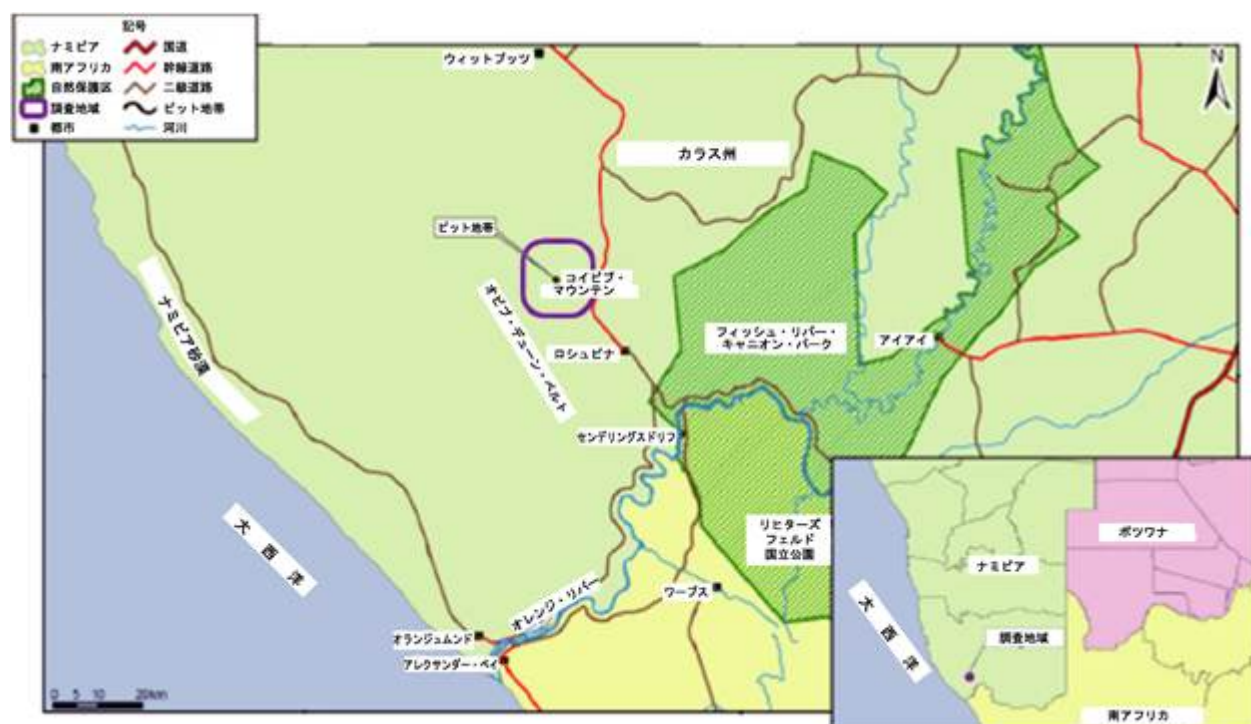 記号
ナミビア
国道
南アフリカ
幹線道路
自然保護区
二級道路
調査地域
ピット地帯
都市
河川
ウィットプッツ
N
カラス州
ピット地帯
コイビブ・
マウンテン
オビブ・デューン・ベルト
ナミビア砂漠
フィッシュ・リバー・
キャニオン・パーク
アイアイ
ロシュピナ
センデリングスドリフ
大西洋
リヒターズ
フェルド
国立公園
ワープス
オレンジ・リバー
オランジュムンド
アレクサンダー・ベイ
0 5 10 20km
ボツワナ
ナミビア
大西洋
調査地域
南アフリカ